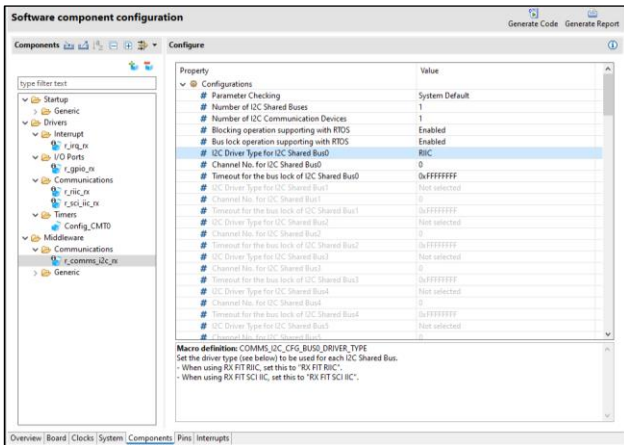 Software component configuration
Generate Code Generate Report
Components
Configure
type filter text
Startup
Generic
Drivers
Interrupt
r_irq_rx
I/O Ports
r_gpio_rx
Communications
r_riic_rx
r_sci_iic_rx
Timers
Config_CMT0
Middleware
Communications
r_comms_i2c_rx
Generic
Property Value
Configurations
# Parameter Checking System Default
# Number of I2C Shared Buses 1
# Number of I2C Communication Devices 1
# Blocking operation supporting with RTOS Enabled
# Bus lock operation supporting with RTOS Enabled
# I2C Driver Type for I2C Shared Bus0 RIIC
# Channel No. for I2C Shared Bus0 0
# Timeout for the bus lock of I2C Shared Bus0 0xFFFFFFFF
# I2C Driver Type for I2C Shared Bus1 Not selected
# Channel No. for I2C Shared Bus1 0
# Timeout for the bus lock of I2C Shared Bus1 0xFFFFFFFF
# I2C Driver Type for I2C Shared Bus2 Not selected
# Channel No. for I2C Shared Bus2 0
# Timeout for the bus lock of I2C Shared Bus2 0xFFFFFFFF
# I2C Driver Type for I2C Shared Bus3 Not selected
# Channel No. for I2C Shared Bus3 0
# Timeout for the bus lock of I2C Shared Bus3 0xFFFFFFFF
# I2C Driver Type for I2C Shared Bus4 Not selected
# Channel No. for I2C Shared Bus4 0
# Timeout for the bus lock of I2C Shared Bus4 0xFFFFFFFF
# I2C Driver Type for I2C Shared Bus5 Not selected
# Channel No. for I2C Shared Bus5 0
Macro definition: COMMS_I2C_CFG_BUS0_DRIVER_TYPE
Set the driver type (see below) to be used for each I2C Shared Bus.
- When using RX FIT RIIC, set this to "RX FIT RIIC".
- When using RX FIT SCI IIC, set this to "RX FIT SCI IIC".
Overview Board Clocks System Components Pins Interrupts